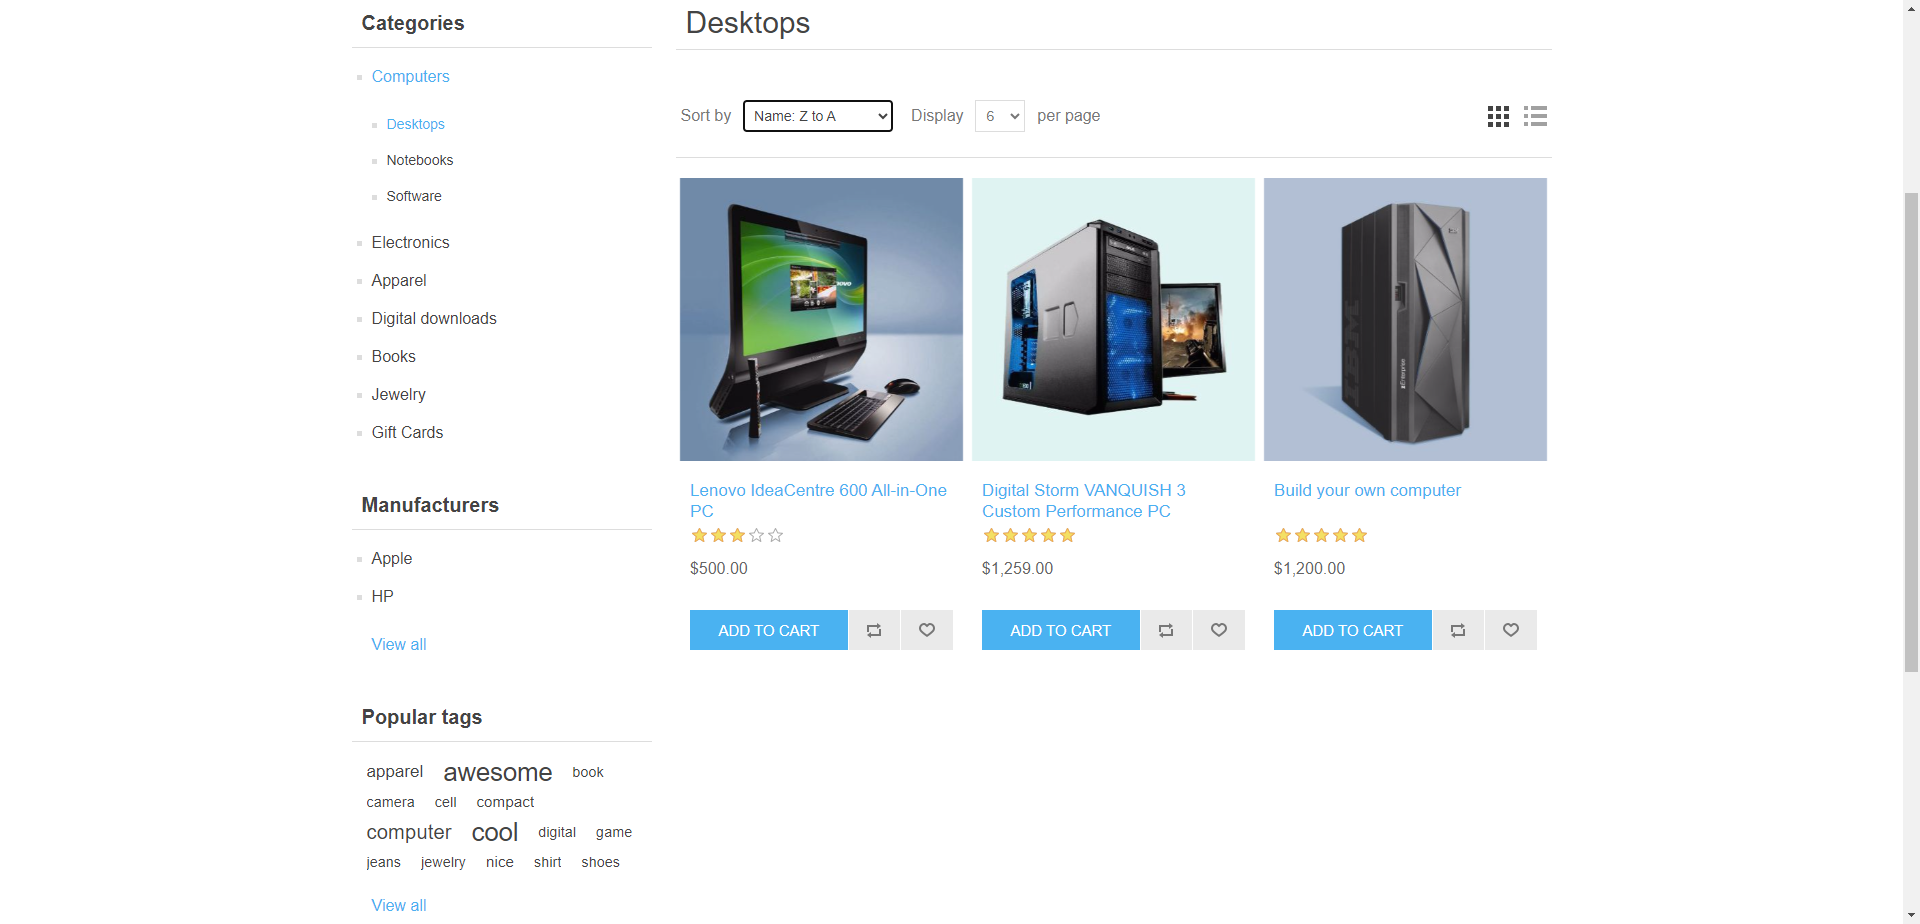 Categories
Computers
Desktops
Notebooks
Software
Electronics
Apparel
Digital downloads
Books
Jewelry
Gift Cards
Manufacturers
Apple
HP
View all
Popular tags
apparel awesome book
camera cell compact
computer cool digital game
jeans jewelry nice shirt shoes
View all
Desktops
Sort by Name: Z to A Display 6 per page
Lenovo IdeaCentre 600 All-in-One
PC
$500.00
ADD TO CART
Digital Storm VANQUISH 3
Custom Performance PC
$1,259.00
ADD TO CART
IBM
Build your own computer
$1,200.00
ADD TO CART